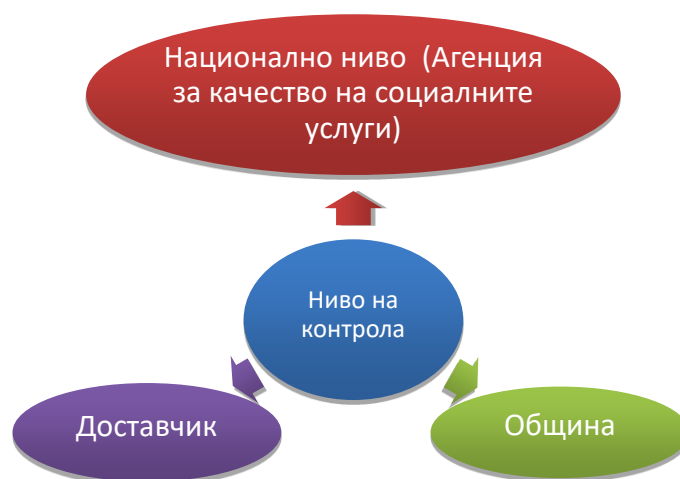 Национално ниво (Агенция
за качество на социалните
услуги)
Ниво на
контрола
Доставчик
Община